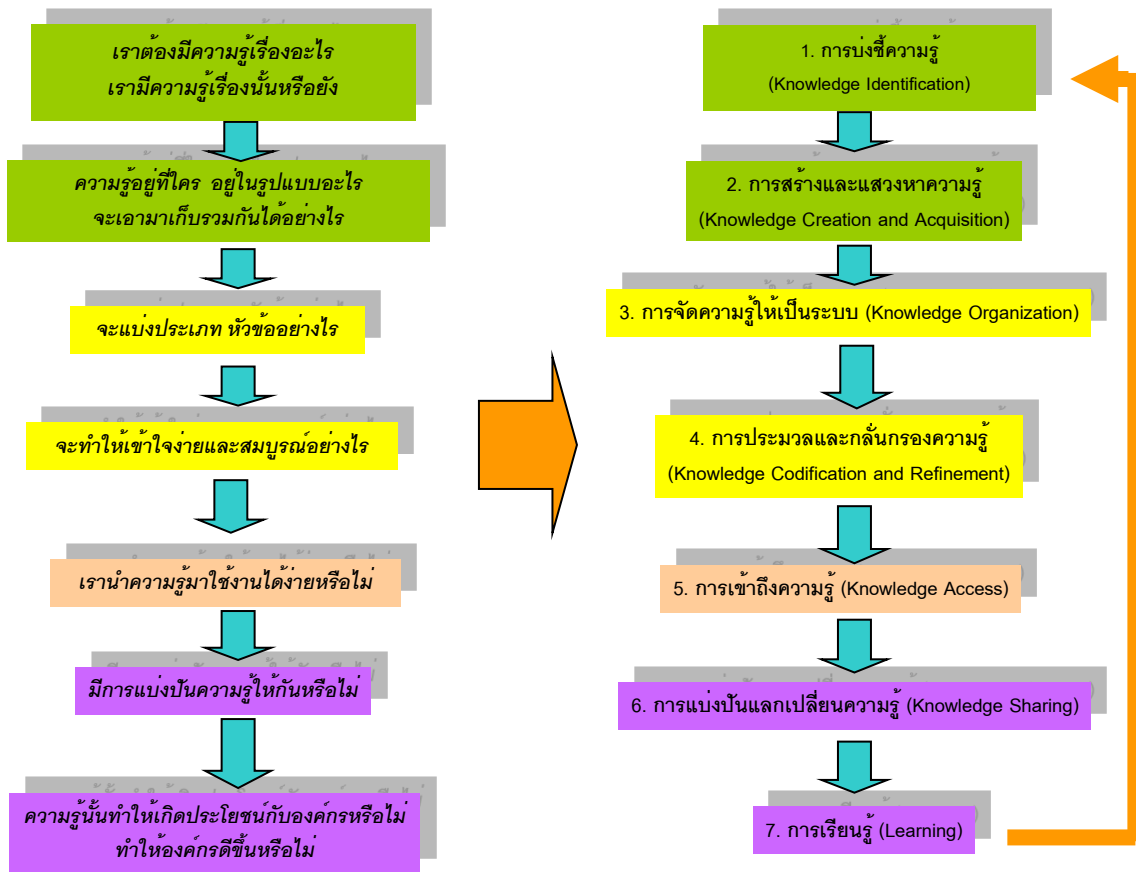 เราต้องมีความรู้เรื่องอะไร
เรามีความรู้เรื่องนั้นหรือยัง
ความรู้อยู่ที่ใคร อยู่ในรูปแบบอะไร
จะเอามาเก็บรวมกันได้อย่างไร
จะแบ่งประเภท หัวข้ออย่างไร
จะทำให้เข้าใจง่ายและสมบูรณ์อย่างไร
เรานำความรู้มาใช้งานได้ง่ายหรือไม่
มีการแบ่งปันความรู้ให้กันหรือไม่
ความรู้นั้นทำให้เกิดประโยชน์กับองค์กรหรือไม่
ทำให้องค์กรดีขึ้นหรือไม่
1. การบ่งชี้ความรู้
(Knowledge Identification)
2. การสร้างและแสวงหาความรู้
(Knowledge Creation and Acquisition)
3. การจัดความรู้ให้เป็นระบบ (Knowledge Organization)
4. การประมวลและกลั่นกรองความรู้
(Knowledge Codification and Refinement)
5. การเข้าถึงความรู้ (Knowledge Access)
6. การแบ่งปันแลกเปลี่ยนความรู้ (Knowledge Sharing)
7. การเรียนรู้ (Learning)